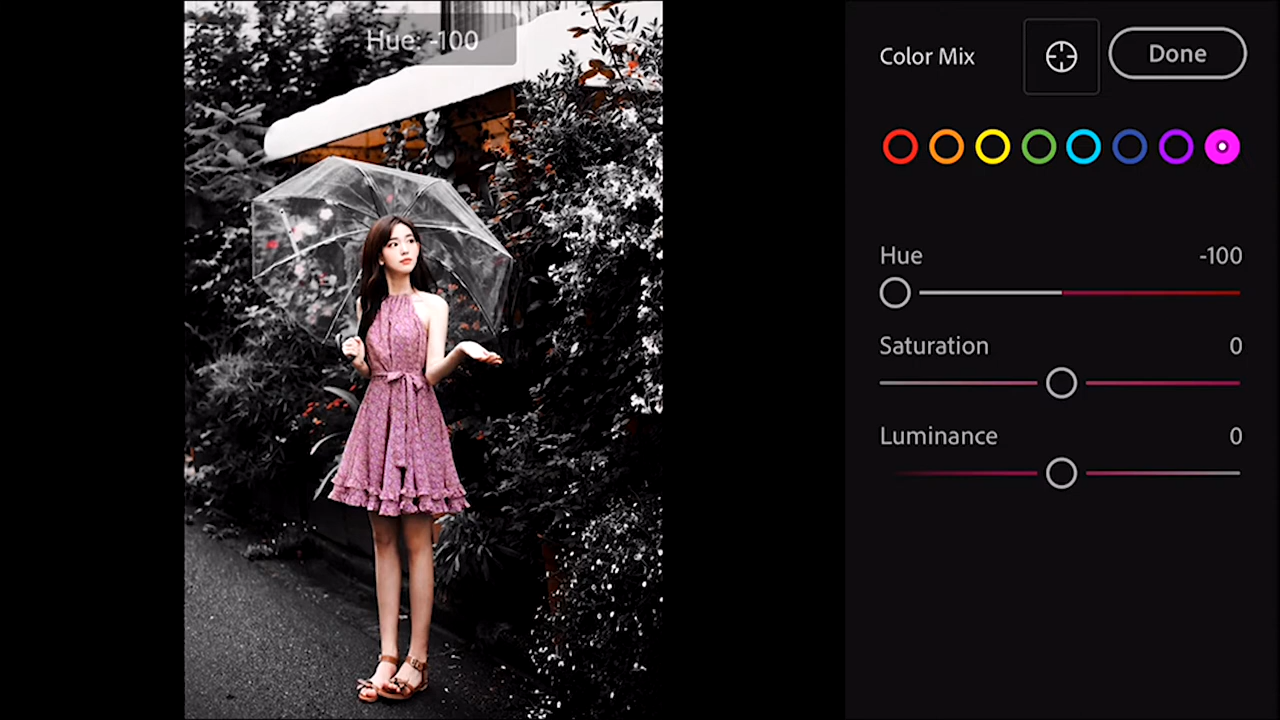 Hue: -100
Color Mix
Done
Hue -100
Saturation 0
Luminance 0